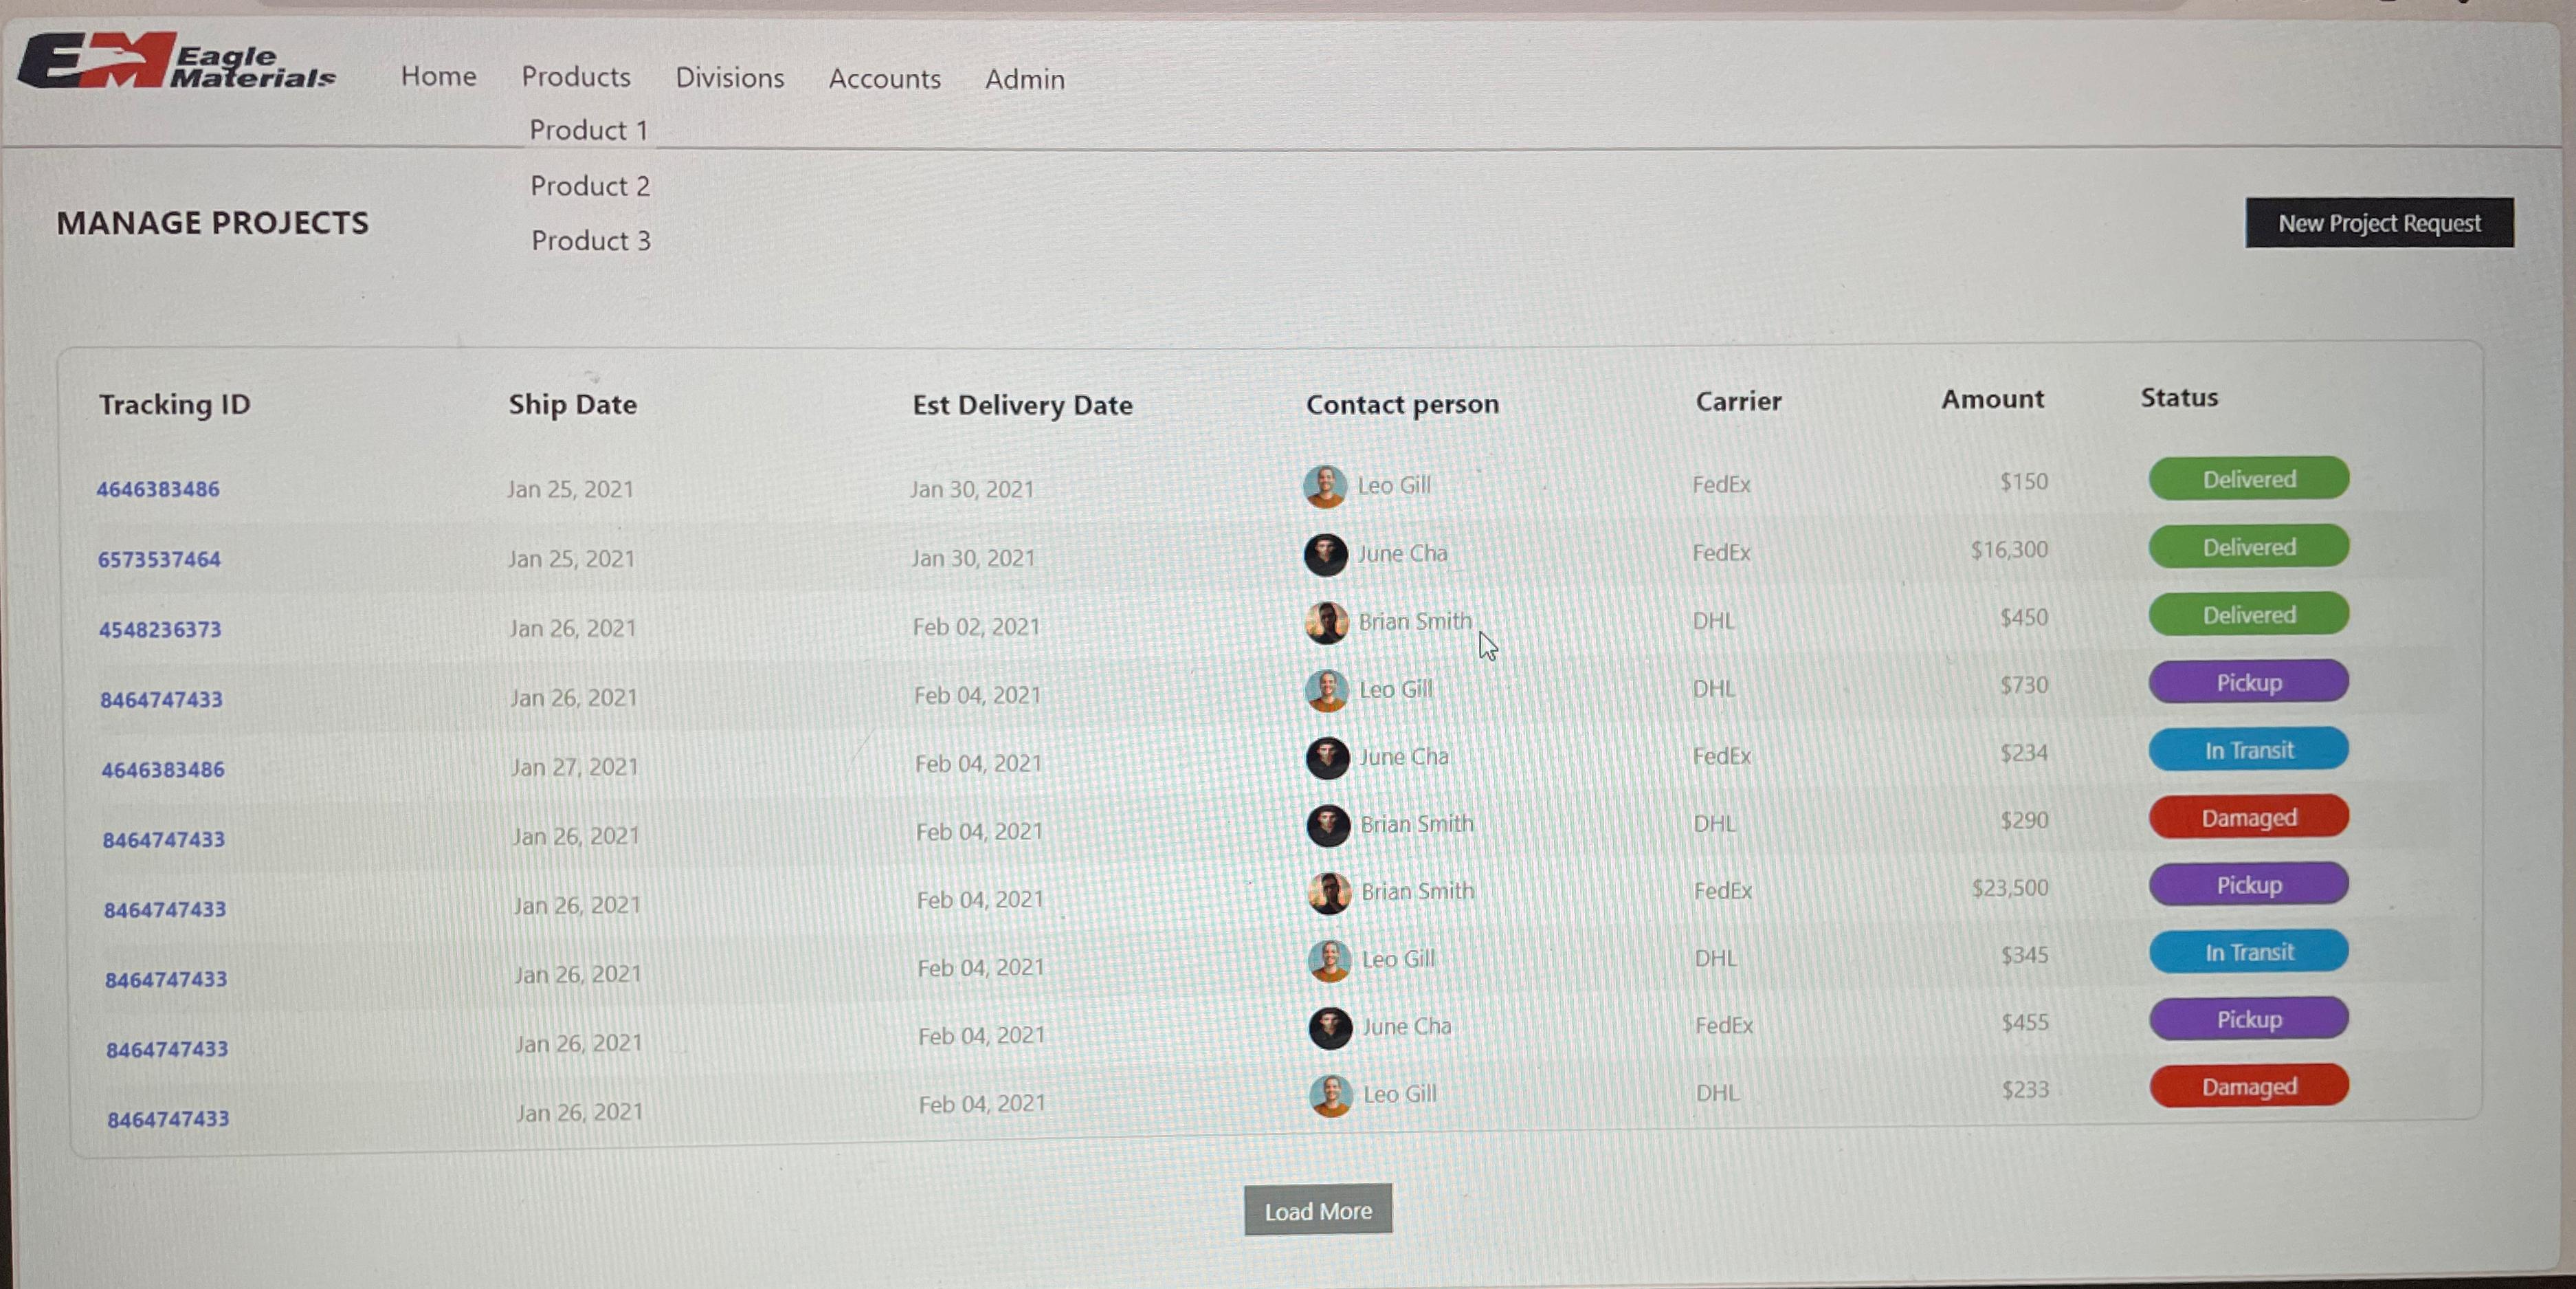 EM Eagle Materials
Home Products Divisions Accounts Admin
Product 1
Product 2
Product 3
MANAGE PROJECTS
New Project Request
Tracking ID Ship Date Est Delivery Date Contact person Carrier Amount Status
4646383486 Jan 25, 2021 Jan 30, 2021 Leo Gill FedEx $150 Delivered
6573537464 Jan 25, 2021 Jan 30, 2021 June Cha FedEx $16,300 Delivered
4548236373 Jan 26, 2021 Feb 02, 2021 Brian Smith DHL $450 Delivered
8464747433 Jan 26, 2021 Feb 04, 2021 Leo Gill DHL $730 Pickup
4646383486 Jan 27, 2021 Feb 04, 2021 June Cha FedEx $234 In Transit
8464747433 Jan 26, 2021 Feb 04, 2021 Brian Smith DHL $290 Damaged
8464747433 Jan 26, 2021 Feb 04, 2021 Brian Smith FedEx $23,500 Pickup
8464747433 Jan 26, 2021 Feb 04, 2021 Leo Gill DHL $345 In Transit
8464747433 Jan 26, 2021 Feb 04, 2021 June Cha FedEx $455 Pickup
8464747433 Jan 26, 2021 Feb 04, 2021 Leo Gill DHL $233 Damaged
Load More